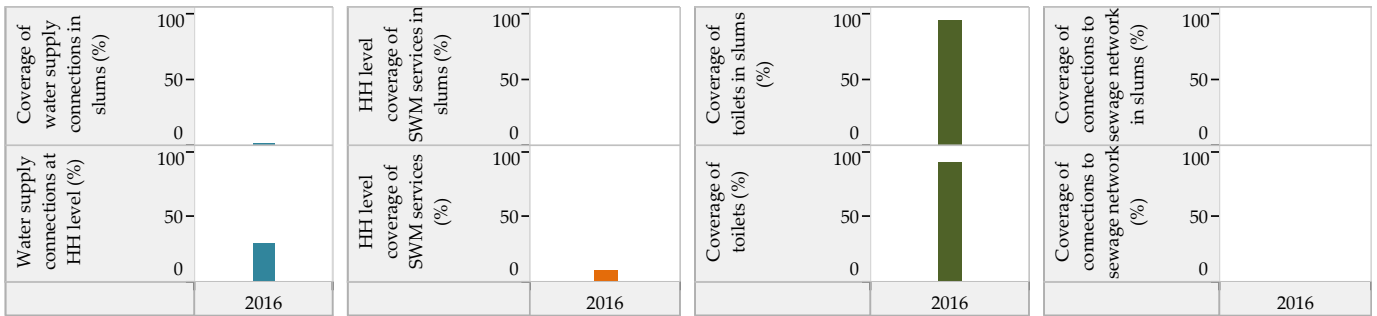 Coverage of
water supply
connections in
slums (%)
100
50
0
Water supply
connections at
HH level (%)
100
50
0
2016
HH level
coverage of
SWM services in
slums (%)
100
50
0
HH level
coverage of
SWM services
(%)
100
50
0
2016
Coverage of
toilets in slums
(%)
100
50
0
Coverage of
toilets (%)
100
50
0
2016
Coverage of
connections to
sewage network
in slums (%)
100
50
0
Coverage of
connections to
sewage network
(%)
100
50
0
2016